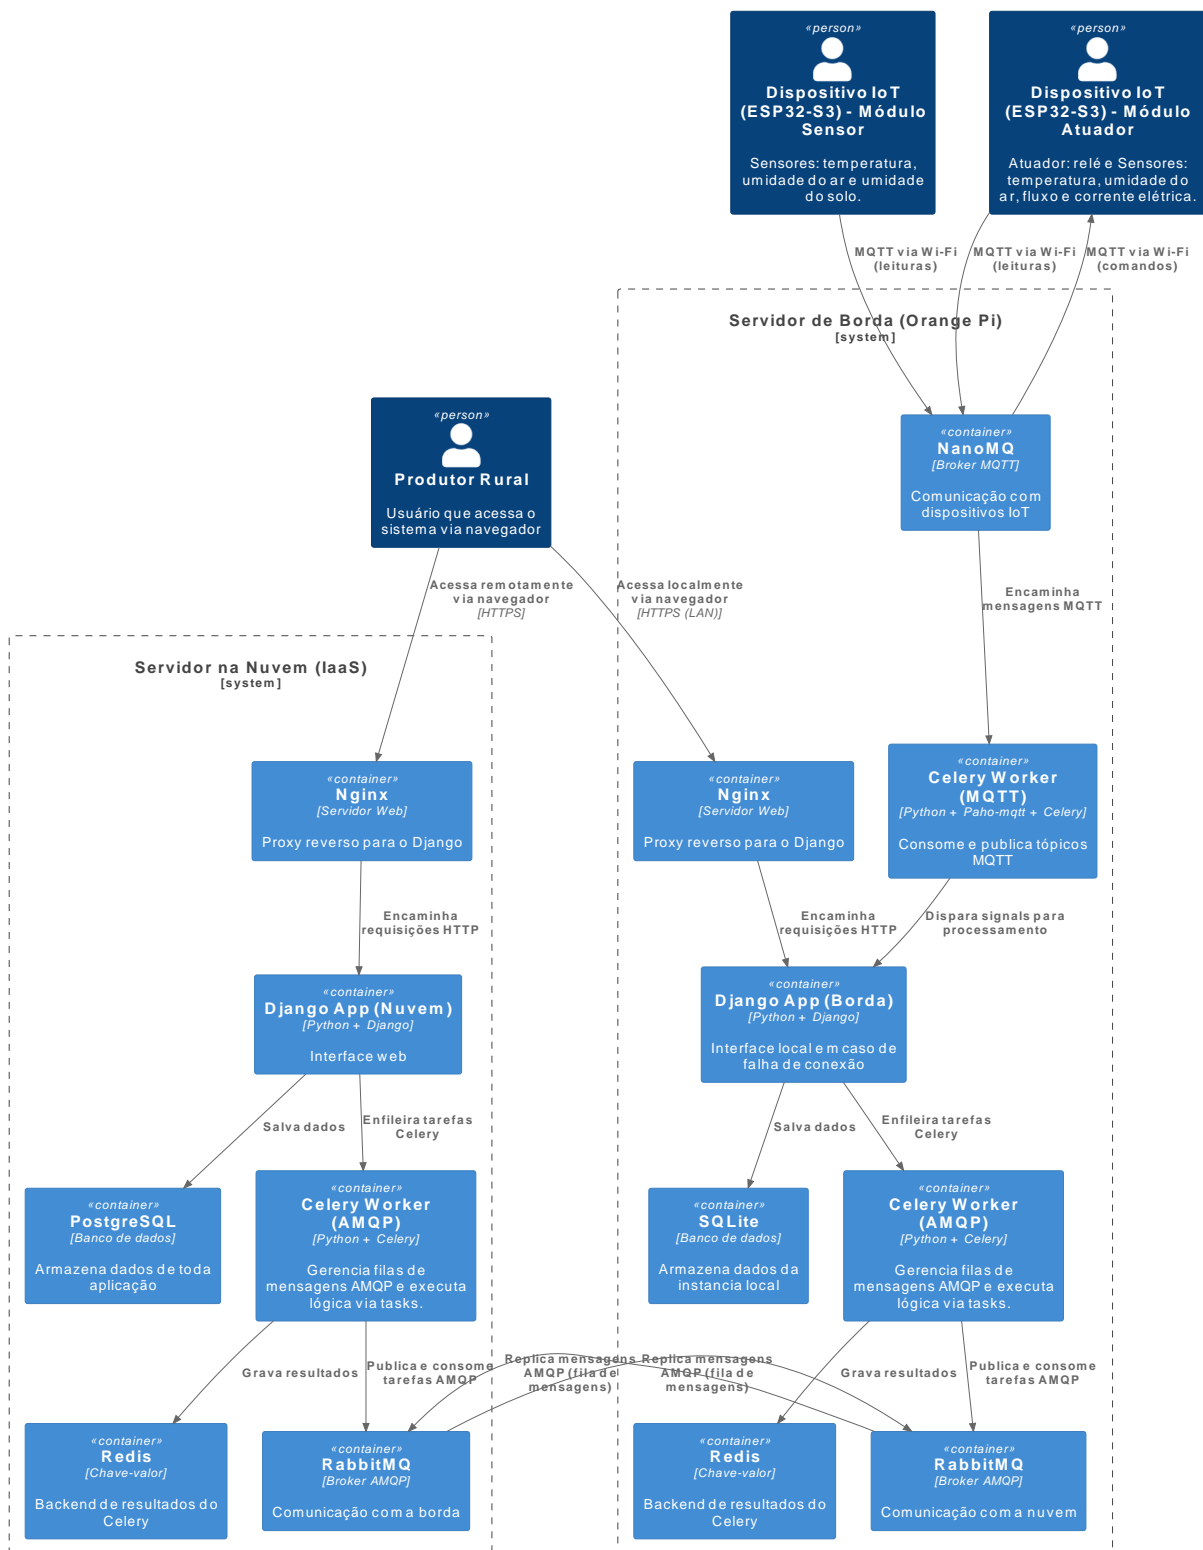 «person»
Dispositivo IoT
(ESP32-S3) - Módulo
Sensor
Sensores: temperatura,
umidade do ar e umidade
do solo.
«person»
Dispositivo IoT
(ESP32-S3) - Módulo
Atuador
Atuador: relé e Sensores:
temperatura, umidade do
ar, fluxo e corrente elétrica.
MQTT via Wi-Fi
(leituras)
MQTT via Wi-Fi
(leituras)
MQTT via Wi-Fi
(comandos)
Servidor de Borda (Orange Pi)
[system]
«person»
Produtor Rural
Usuário que acessa o
sistema via navegador
«container»
NanoMQ
[Broker MQTT]
Comunicação com
dispositivos IoT
Acessa remotamente
via navegador
[HTTPS]
Acessa localmente
via navegador
[HTTPS (LAN)]
Encaminha
mensagens MQTT
Servidor na Nuvem (IaaS)
[system]
«container»
Nginx
[Servidor Web]
Proxy reverso para o Django
«container»
Nginx
[Servidor Web]
Proxy reverso para o Django
«container»
Celery Worker
(MQTT)
[Python + Paho-mqtt + Celery]
Consome e publica tópicos
MQTT
Encaminha
requisições HTTP
Encaminha
requisições HTTP
Dispara signals para
processamento
«container»
Django App (Nuvem)
[Python + Django]
Interface web
«container»
Django App (Borda)
[Python + Django]
Interface local em caso de
falha de conexão
Salva dados
Enfileira tarefas
Celery
Salva dados
Enfileira tarefas
Celery
«container»
PostgreSQL
[Banco de dados]
Armazena dados de toda
aplicação
«container»
Celery Worker
(AMQP)
[Python + Celery]
Gerencia filas de
mensagens AMQP e executa
lógica via tasks.
«container»
SQLite
[Banco de dados]
Armazena dados da
instancia local
«container»
Celery Worker
(AMQP)
[Python + Celery]
Gerencia filas de
mensagens AMQP e executa
lógica via tasks.
Grava resultados
Publica e consome
tarefas AMQP
Replica mensagens
AMQP (fila de
mensagens)
Replica mensagens
AMQP (fila de
mensagens)
Grava resultados
Publica e consome
tarefas AMQP
«container»
Redis
[Chave-valor]
Backend de resultados do
Celery
«container»
RabbitMQ
[Broker AMQP]
Comunicação com a borda
«container»
Redis
[Chave-valor]
Backend de resultados do
Celery
«container»
RabbitMQ
[Broker AMQP]
Comunicação com a nuvem